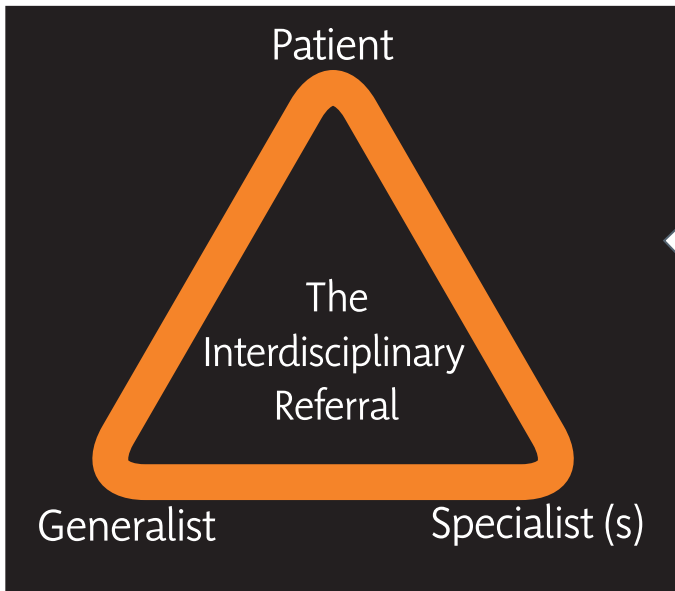 Patient
The
Interdisciplinary
Referral
Generalist
Specialist (s)